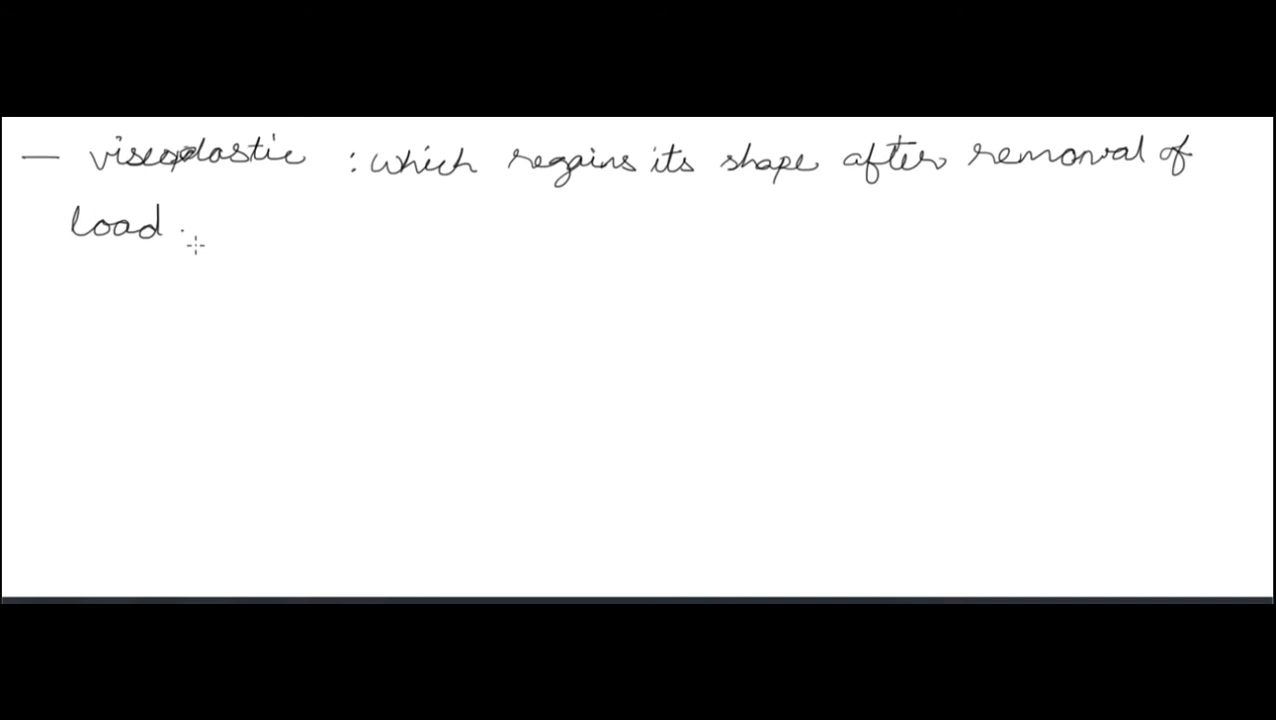 — viscoelastic : which regains its shape after removal of
load.